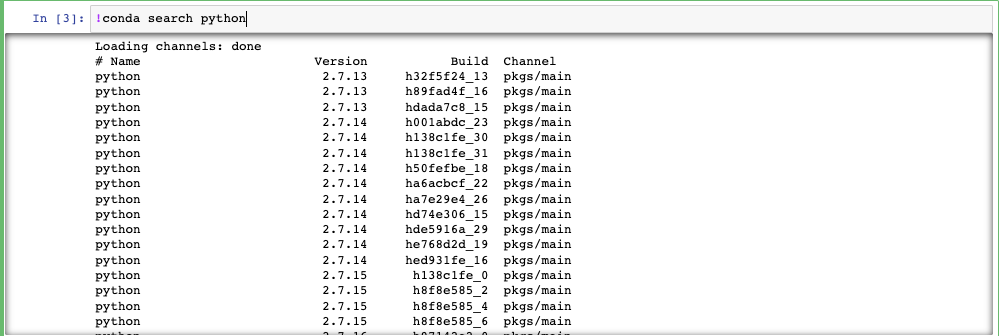 In [3]: !conda search python
Loading channels: done
# Name Version Build Channel
python 2.7.13 h32f5f24_13 pkgs/main
python 2.7.13 h89fad4f_16 pkgs/main
python 2.7.13 hdada7c8_15 pkgs/main
python 2.7.14 h001abdc_23 pkgs/main
python 2.7.14 h138c1fe_30 pkgs/main
python 2.7.14 h138c1fe_31 pkgs/main
python 2.7.14 h50fefbe_18 pkgs/main
python 2.7.14 ha6acbcf_22 pkgs/main
python 2.7.14 ha7e29e4_26 pkgs/main
python 2.7.14 hd74e306_15 pkgs/main
python 2.7.14 hde5916a_29 pkgs/main
python 2.7.14 he768d2d_19 pkgs/main
python 2.7.14 hed931fe_16 pkgs/main
python 2.7.15 h138c1fe_0 pkgs/main
python 2.7.15 h8f8e585_2 pkgs/main
python 2.7.15 h8f8e585_4 pkgs/main
python 2.7.15 h8f8e585_6 pkgs/main